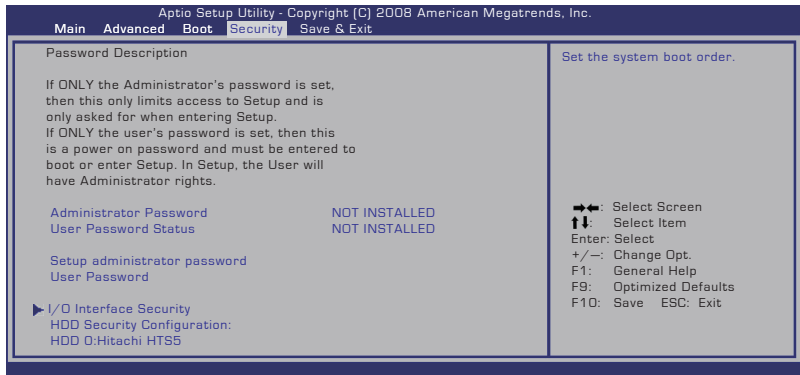 Aptio Setup Utility - Copyright (C) 2008 American Megatrends, Inc.
Main Advanced Boot Security Save & Exit
Password Description
If ONLY the Administrator's password is set,
then this only limits access to Setup and is
only asked for when entering Setup.
If ONLY the user's password is set, then this
is a power on password and must be entered to
boot or enter Setup. In Setup, the User will
have Administrator rights.
Administrator Password NOT INSTALLED
User Password Status NOT INSTALLED
Setup administrator password
User Password
I/O Interface Security
HDD Security Configuration:
HDD 0:Hitachi HTS5
Set the system boot order.
→←: Select Screen
↑↓: Select Item
Enter: Select
+/—: Change Opt.
F1: General Help
F9: Optimized Defaults
F10: Save ESC: Exit